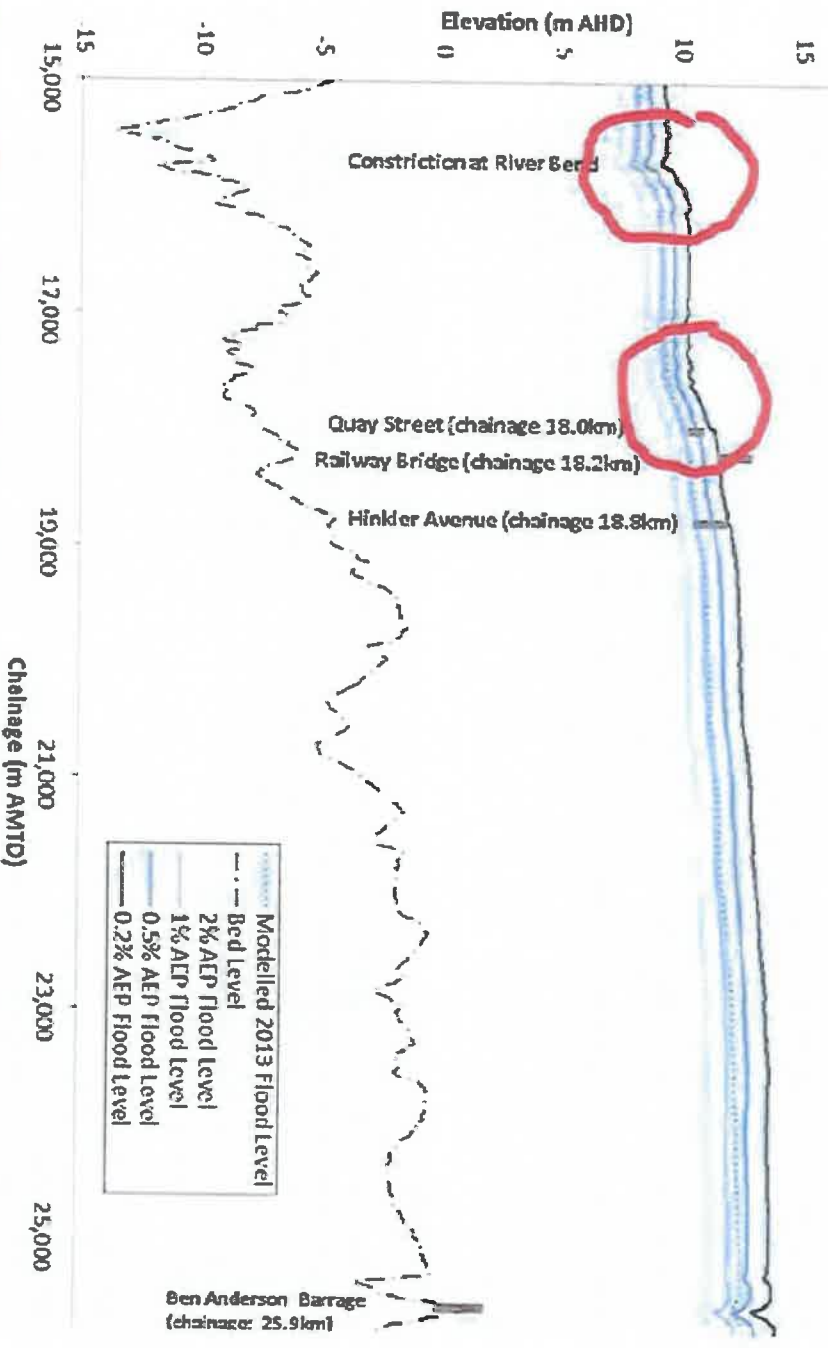 Elevation (m AHD)
15
10
5
0
-5
-10
-15
Constriction at River Bend
Quay Street (chainage 18.0km)
Railway Bridge (chainage 18.2km)
Hinkler Avenue (chainage 18.8km)
Ben Anderson Barrage
(chainage: 25.9km)
Modelled 2013 Flood Level
Bed Level
2% AEP Flood Level
1% AEP Flood Level
0.5% AEP Flood Level
0.2% AEP Flood Level
15,000
17,000
19,000
21,000
23,000
25,000
Chainage (m AMTD)